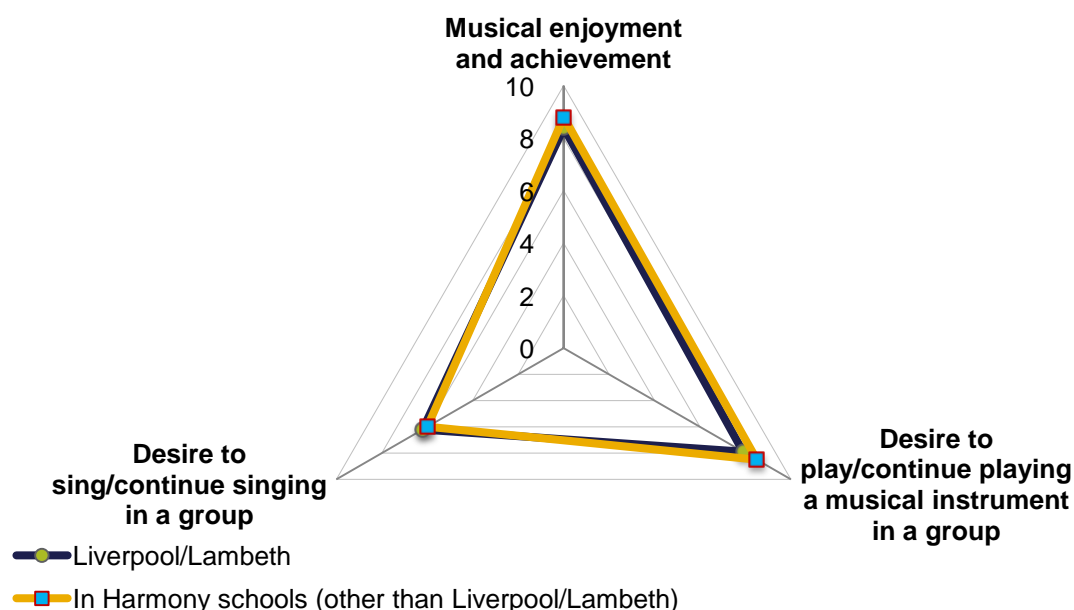 Musical enjoyment
and achievement
10
8
6
4
2
0
Desire to
sing/continue singing
in a group
Desire to
play/continue playing
a musical instrument
in a group
Liverpool/Lambeth
In Harmony schools (other than Liverpool/Lambeth)